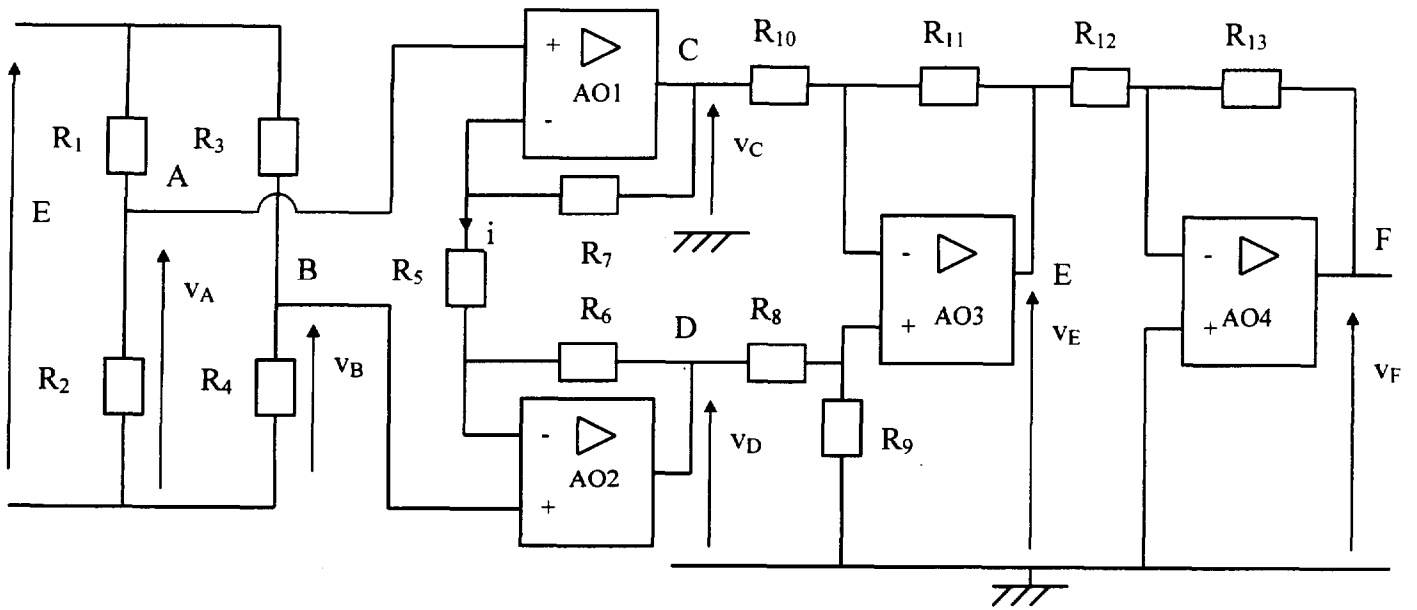 R10
R11
R12
R13
C
+
AO1
-
R1
R3
A
vC
E
i
R7
R5
B
vA
F
R6
-
E
-
D
R8
AO3
AO4
+
+
vE
R2
R4
vB
vF
-
vD
R9
AO2
+